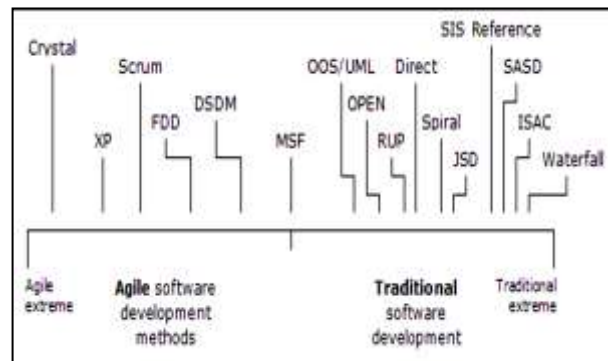 SIS Reference
Crystal
Scrum
OOS/UML
Direct
SASD
DSDM
OPEN
FDD
Spiral
ISAC
XP
MSF
RUP
JSD
Waterfall
Agile extreme
Agile software
development
methods
Traditional
software
development
Traditional
extreme